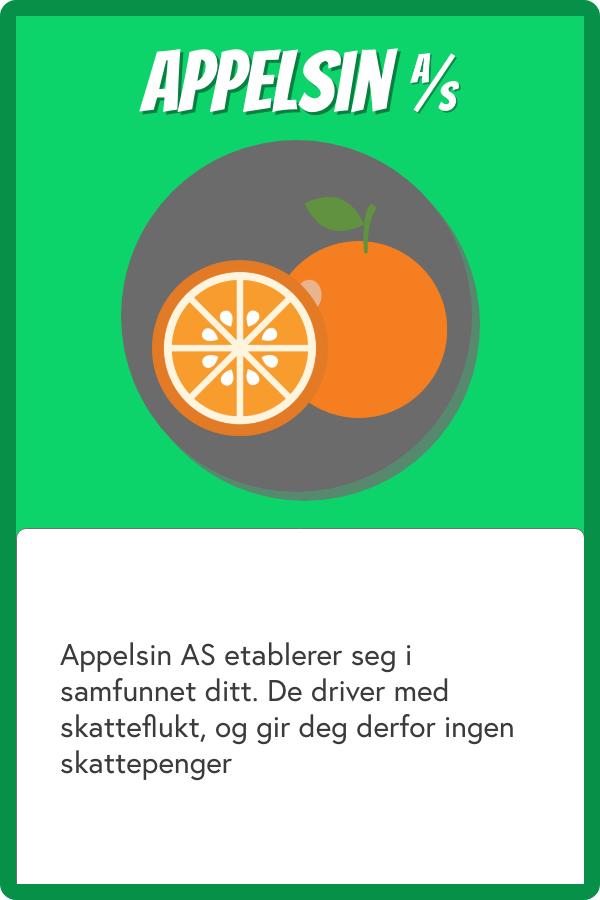 APPELSIN A/S
Appelsin AS etablerer seg i
samfunnet ditt. De driver med
skatteflukt, og gir deg derfor ingen
skattepenger